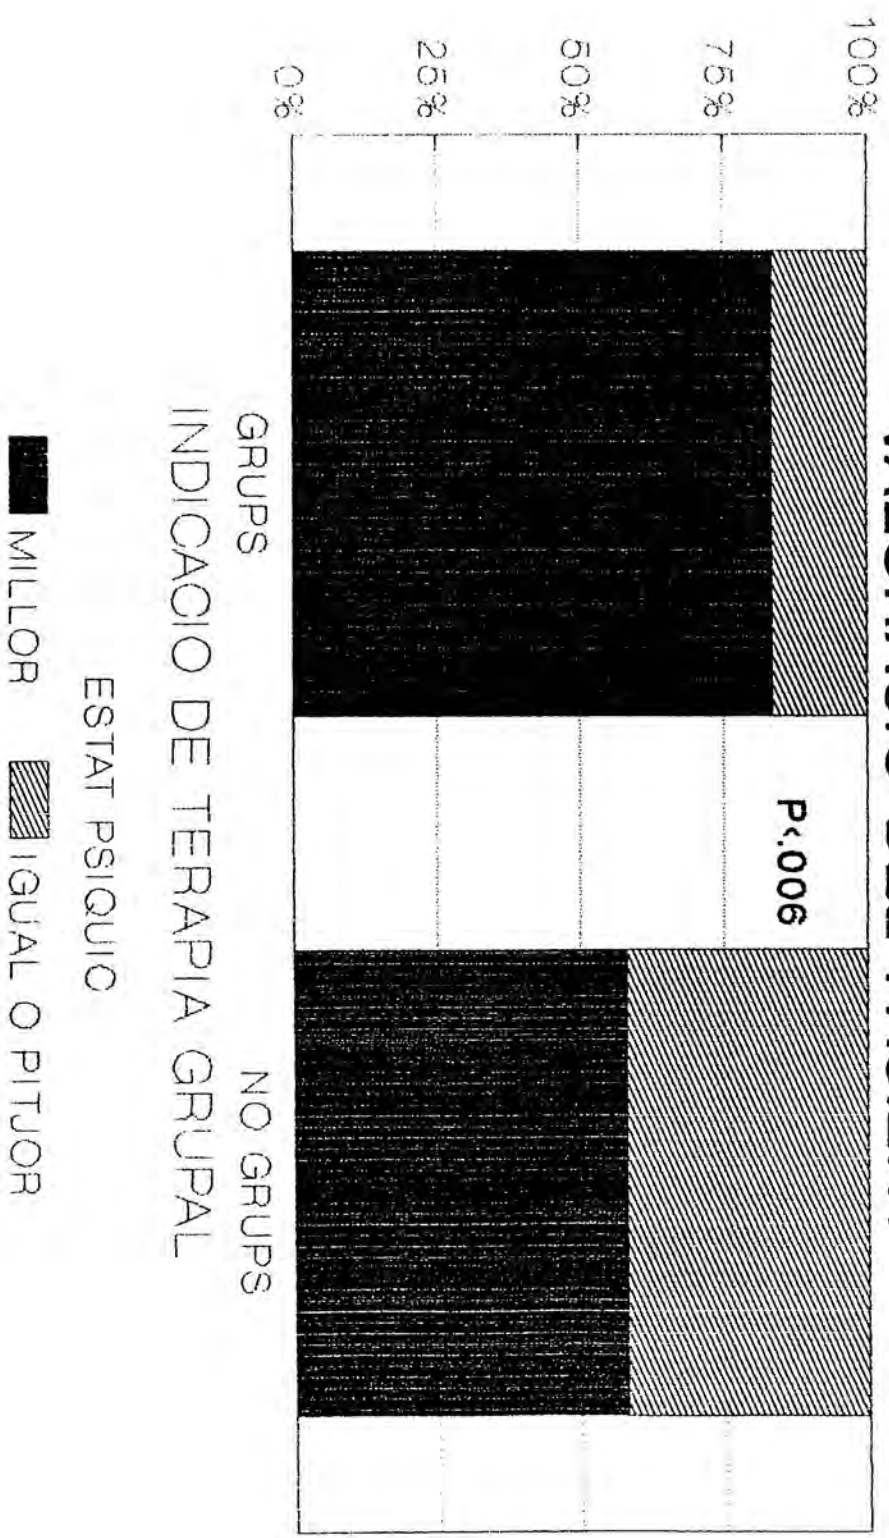 100%
75%
50%
25%
0%
P<.006
GRUPS NO GRUPS
INDICACIO DE TERAPIA GRUPAL
ESTAT PSIQUIC
MILLOR IGUAL O PITJOR